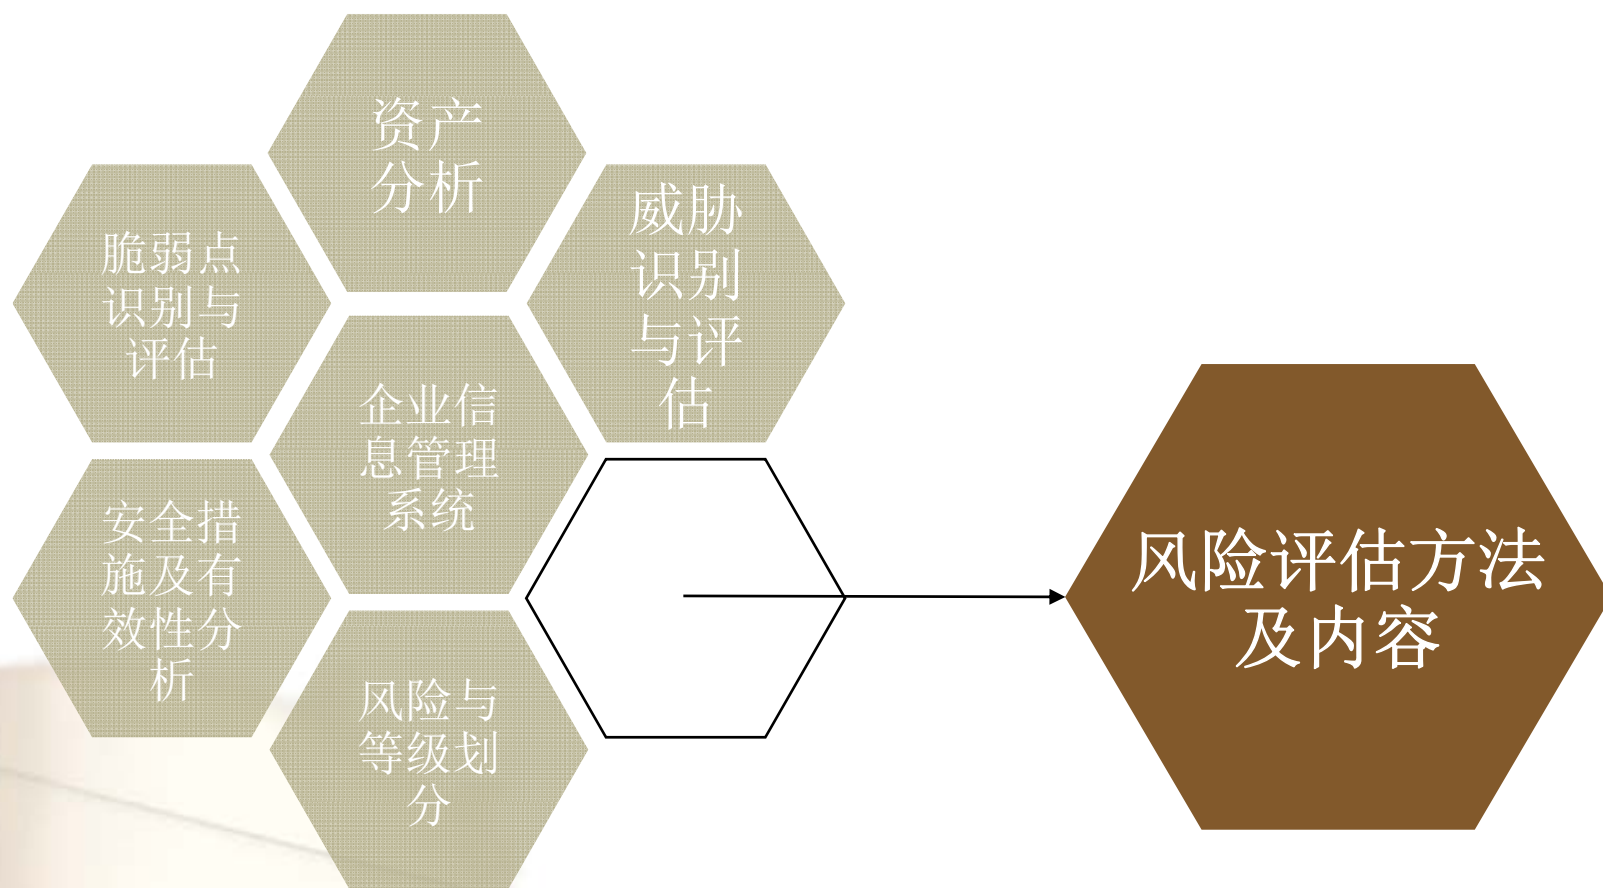 资产
分析
威胁
识别
与评
估
脆弱点
识别与
评估
企业信
息管理
系统
安全措
施及有
效性分
析
风险与
等级划
分
风险评估方法
及内容